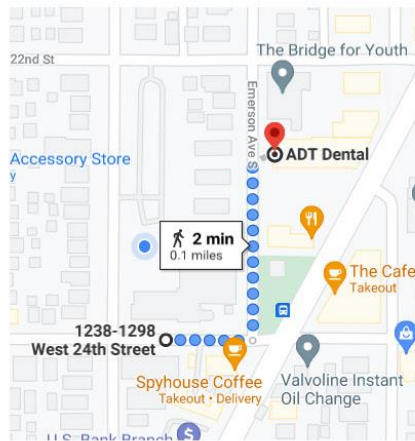 22nd St
The Bridge for Youth
Emerson Ave S
ADT Dental
Accessory Store
y
2 min
0.1 miles
The Cafe
Takeout
1238-1298
West 24th Street
Spyhouse Coffee
Takeout • Delivery
Valvoline Instant
Oil Change
U.S. Bank Branch
$